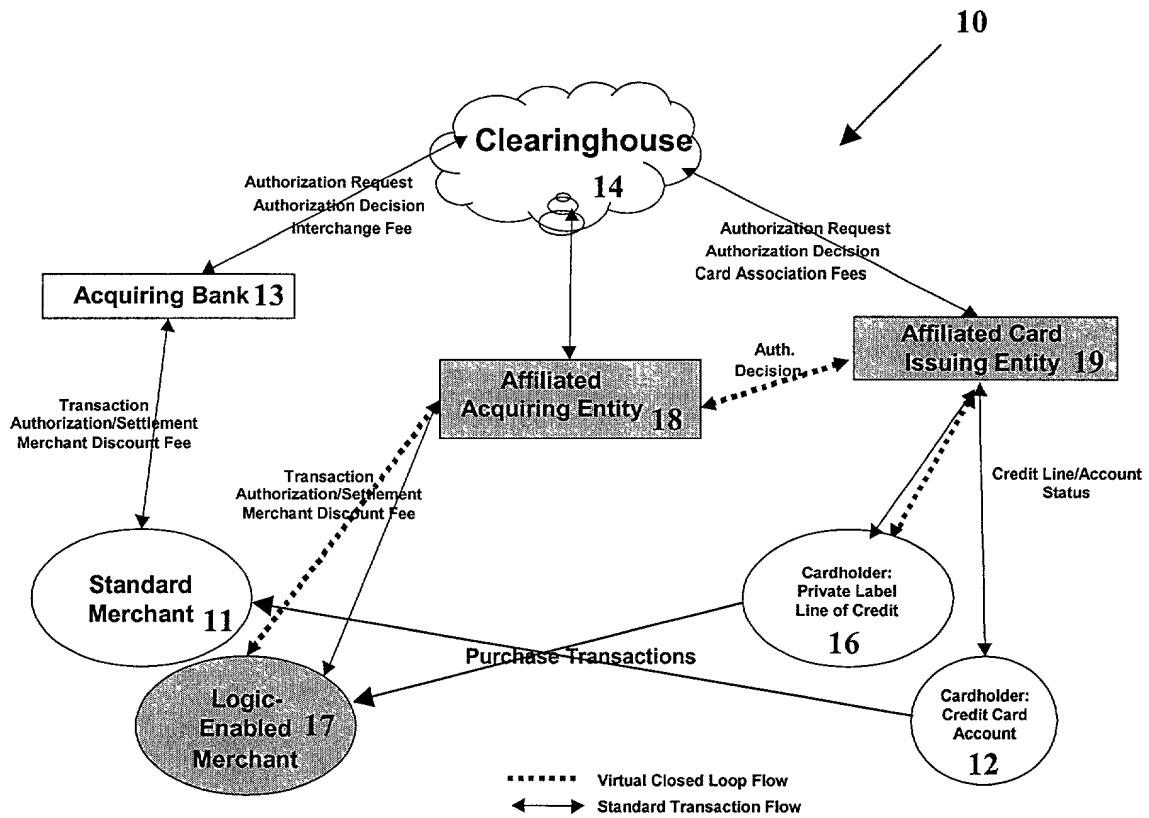 10
Clearinghouse
14
Authorization Request
Authorization Decision
Interchange Fee
Authorization Request
Authorization Decision
Card Association Fees
Acquiring Bank 13
Affiliated Card
Issuing Entity 19
Auth.
Decision
Affiliated
Acquiring Entity 18
Transaction
Authorization/Settlement
Merchant Discount Fee
Transaction
Authorization/Settlement
Merchant Discount Fee
Credit Line/Account
Status
Standard
Merchant 11
Cardholder:
Private Label
Line of Credit
16
Purchase Transactions
Logic-
Enabled 17
Merchant
Cardholder:
Credit Card
Account
12
Virtual Closed Loop Flow
Standard Transaction Flow